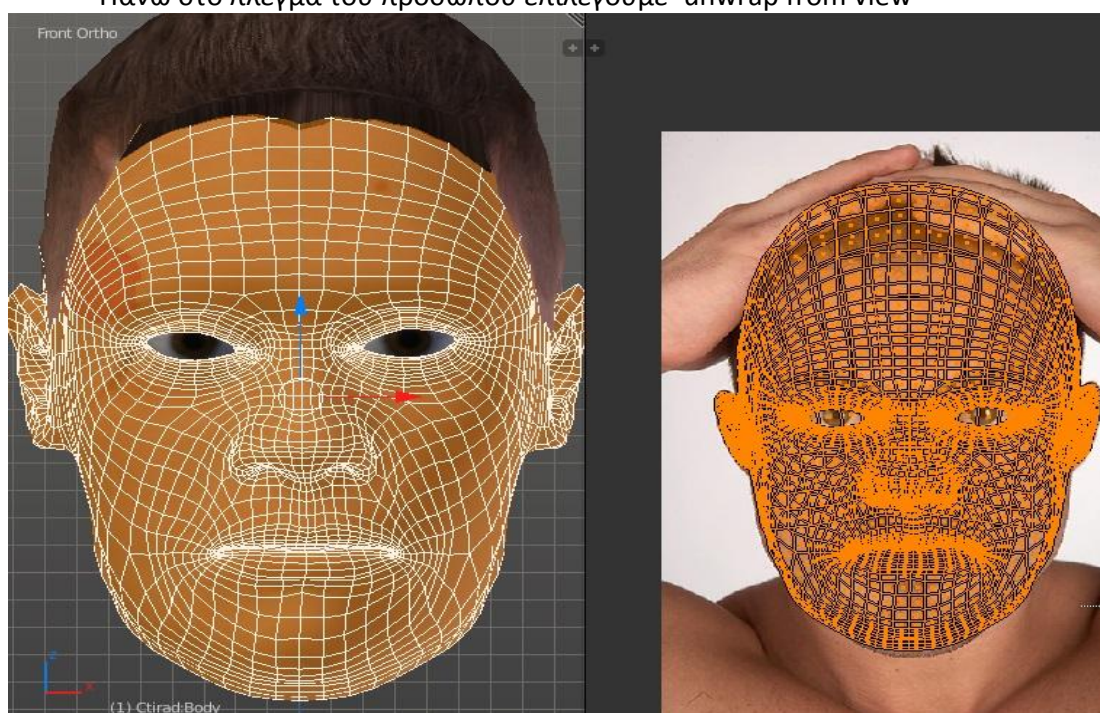 Πάνω στο πλέγμα του προσώπου επιλέγουμε unwrap from view
Front Ortho
z
x
(1) Ctirad:Body